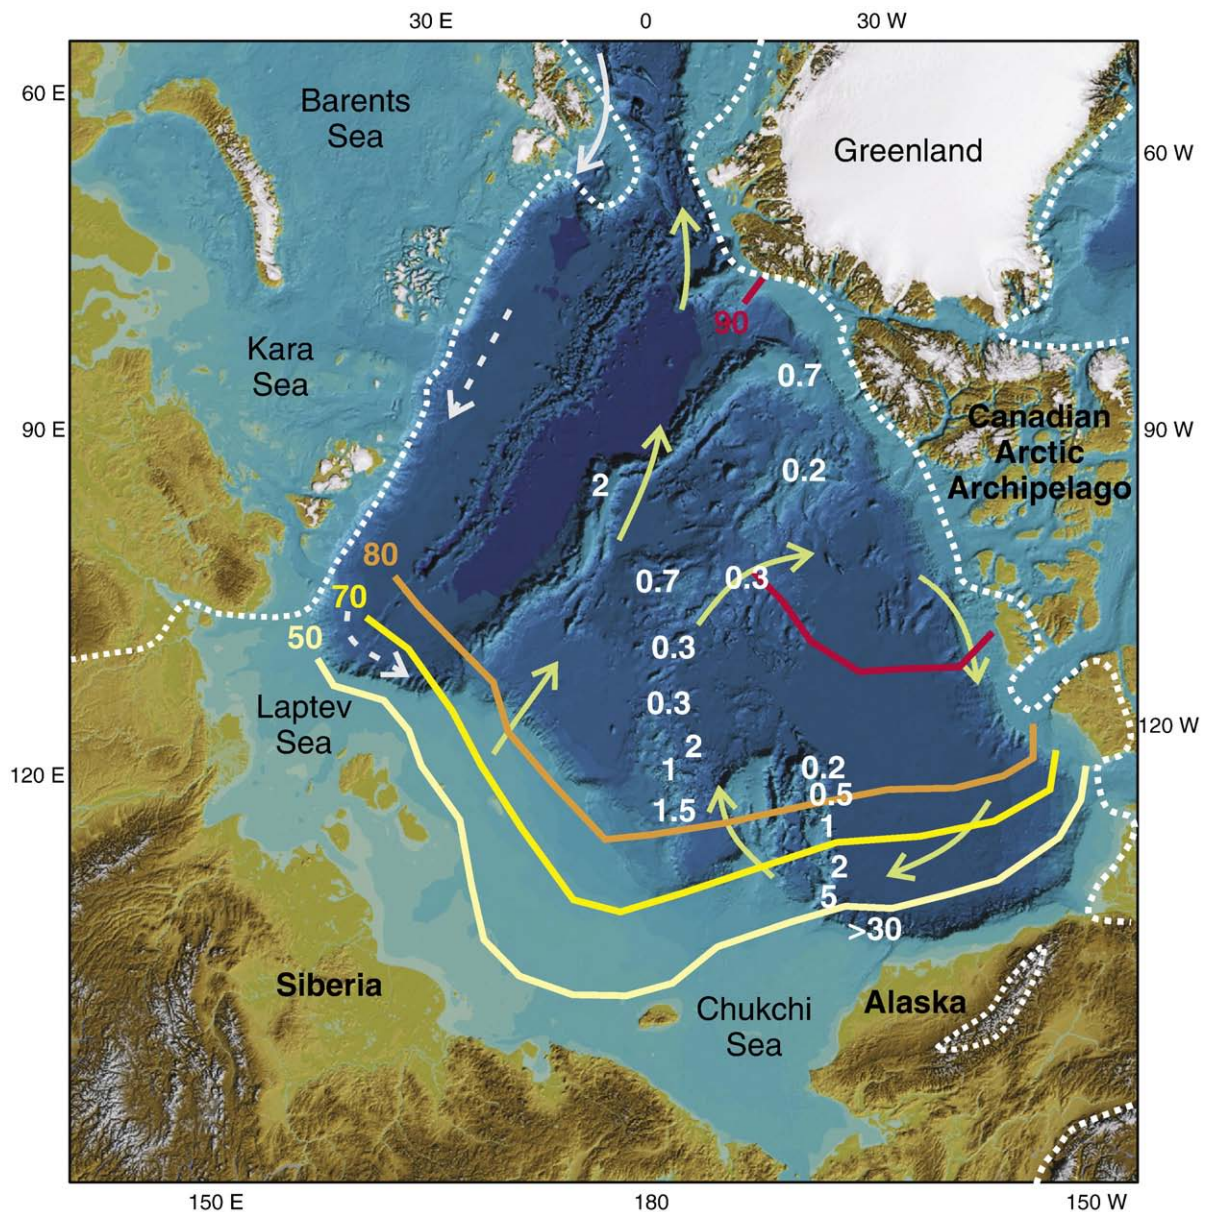 30 E
0
30 W
60 E
Barents
Sea
Greenland
60 W
90
Kara
Sea
0.7
90 E
Canadian
Arctic
Archipelago
90 W
2
0.2
80
0.7
0.3
70
50
0.3
Laptev
Sea
0.3
120 W
2
120 E
1
0.2
0.5
1.5
1
2
5
>30
Siberia
Chukchi
Sea
Alaska
150 E
180
150 W